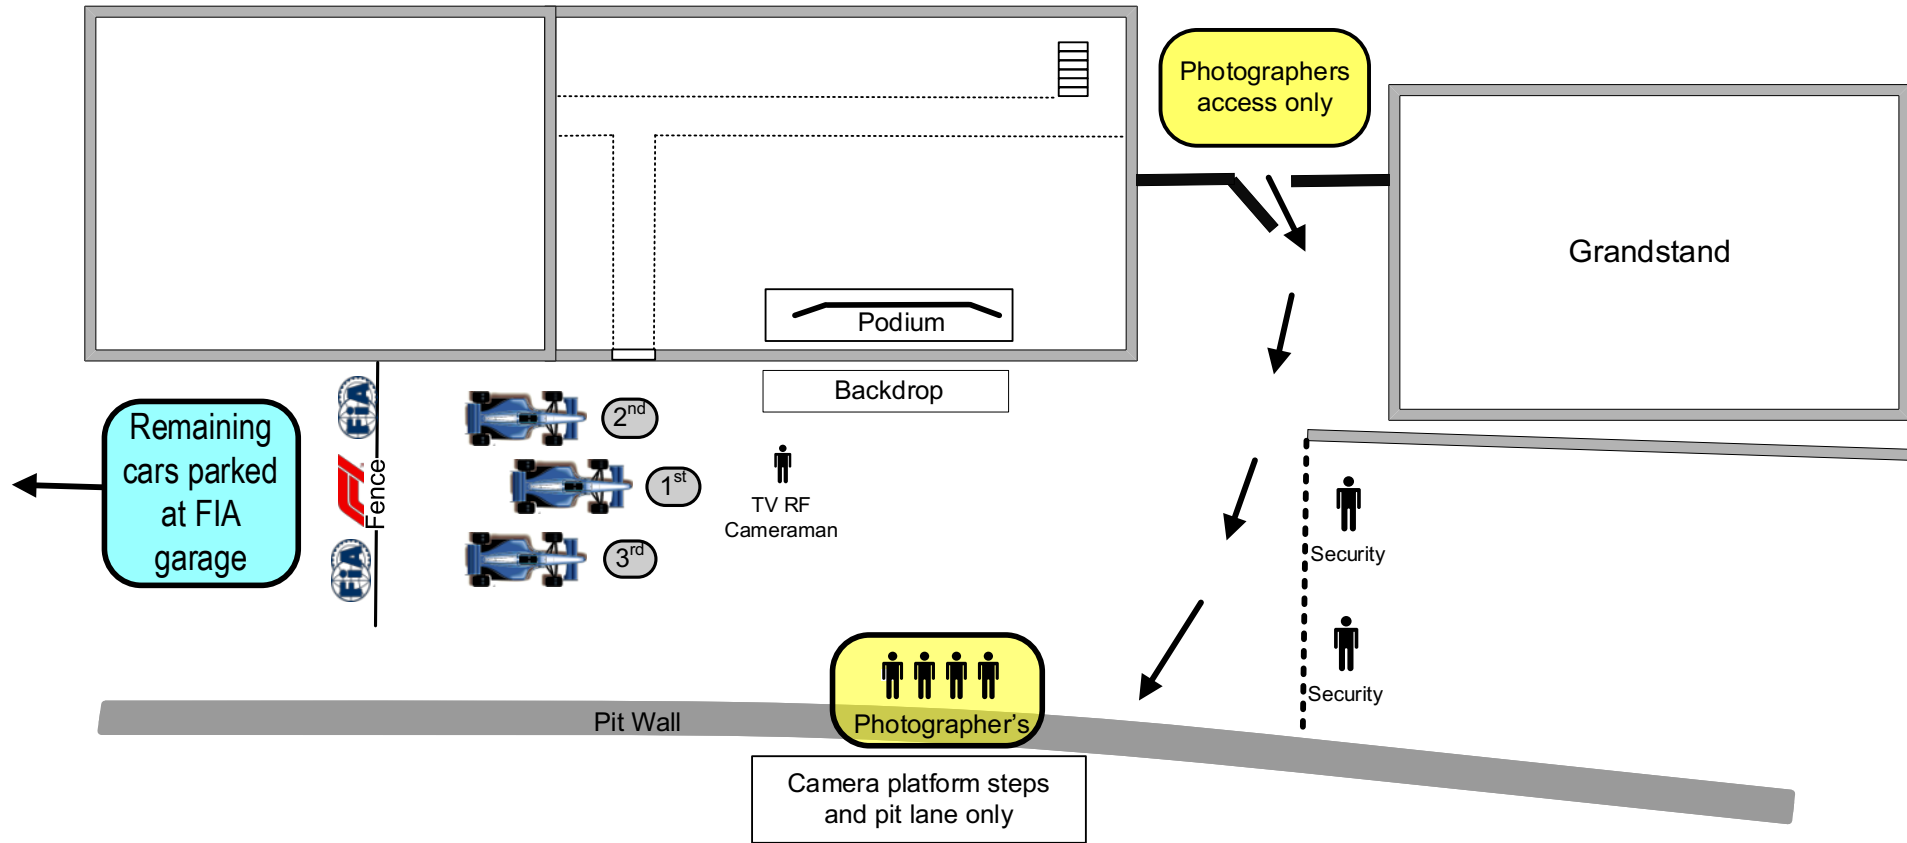 Photographers
access only
Grandstand
Podium
Backdrop
Remaining
cars parked
at FIA
garage
FiA
F1
FiA
Fence
2nd
1st
3rd
TV RF
Cameraman
Security
Security
Pit Wall
Photographer's
Camera platform steps
and pit lane only